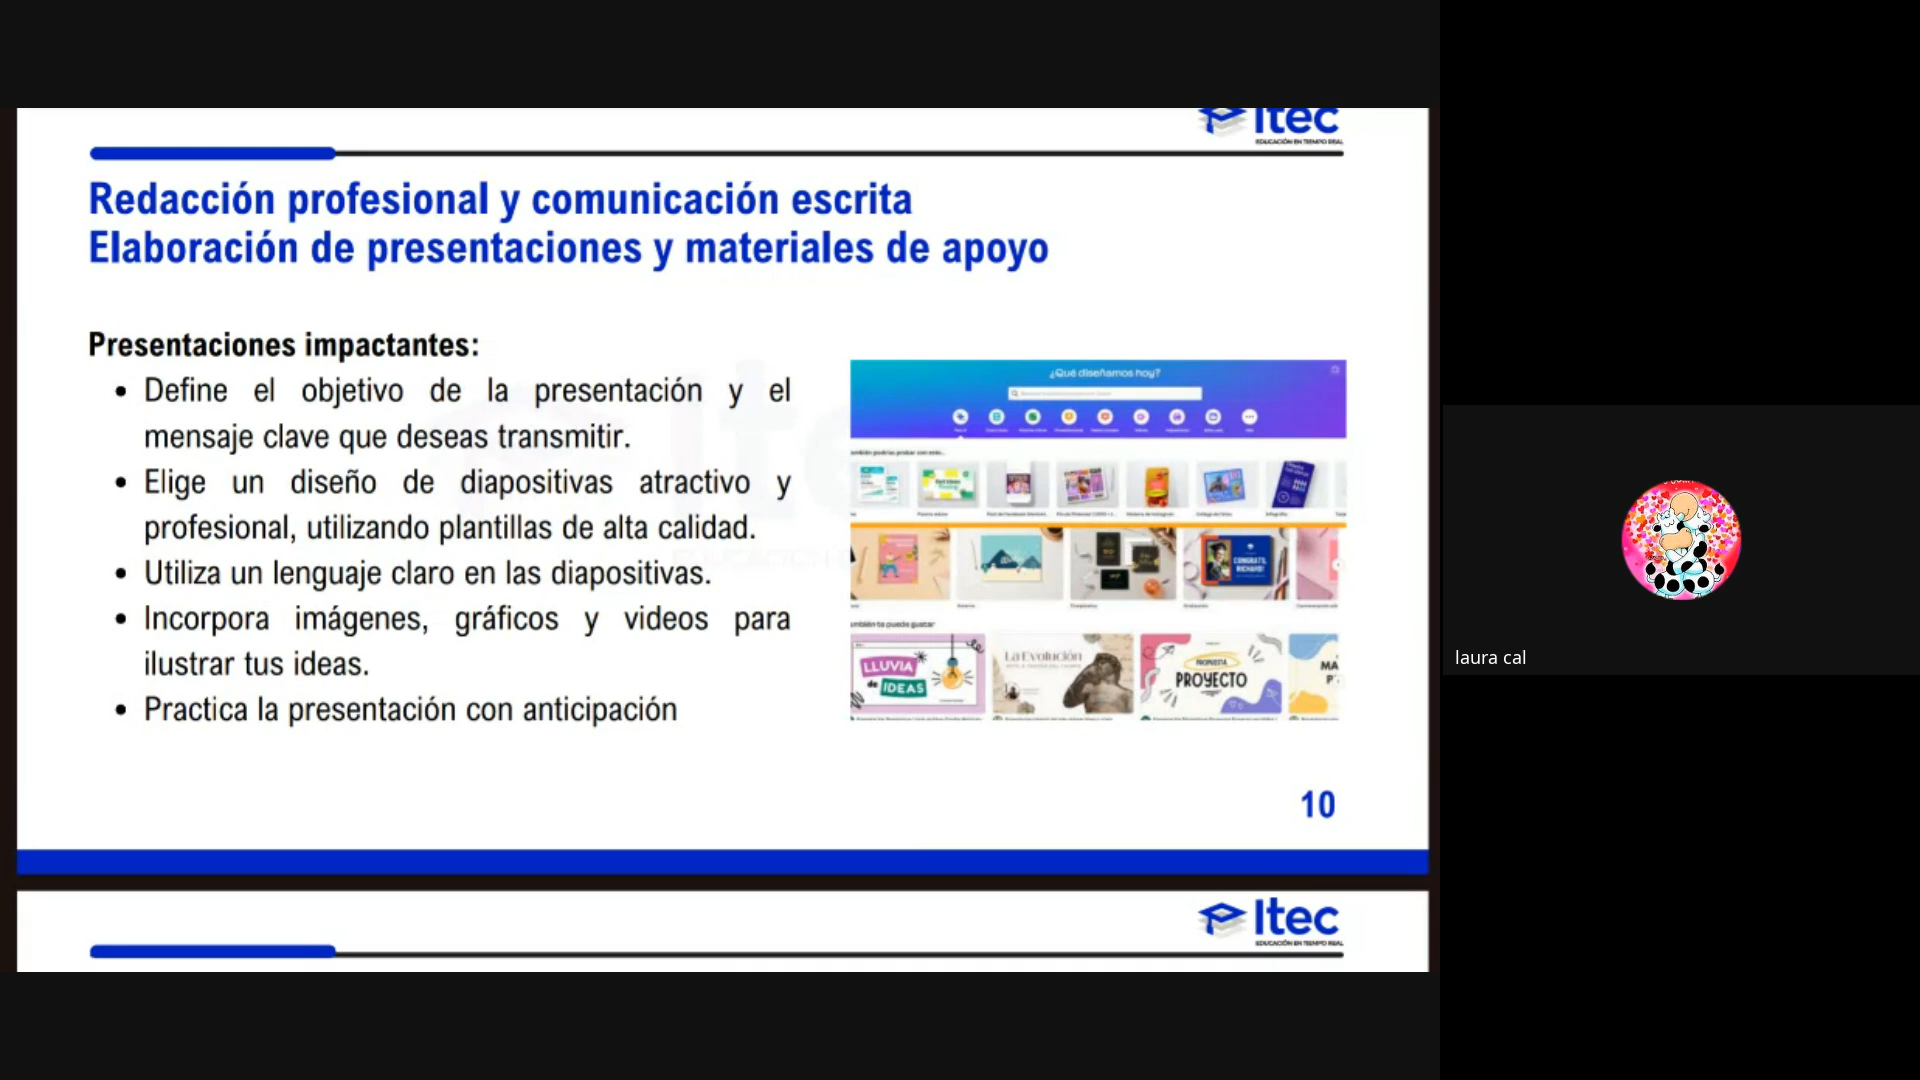 Itec
EDUCACIÓN EN TIEMPO REAL
Redacción profesional y comunicación escrita
Elaboración de presentaciones y materiales de apoyo
Presentaciones impactantes:
• Define el objetivo de la presentación y el
mensaje clave que deseas transmitir.
• Elige un diseño de diapositivas atractivo y
profesional, utilizando plantillas de alta calidad.
• Utiliza un lenguaje claro en las diapositivas.
• Incorpora imágenes, gráficos y videos para
ilustrar tus ideas.
• Practica la presentación con anticipación
¿Qué diseñamos hoy?
CONGRATS,
RICHARD!
LLUVIA
de IDEAS
La Evolución
PROPUESTA
PROYECTO
10
laura cal
Itec
EDUCACIÓN EN TIEMPO REAL